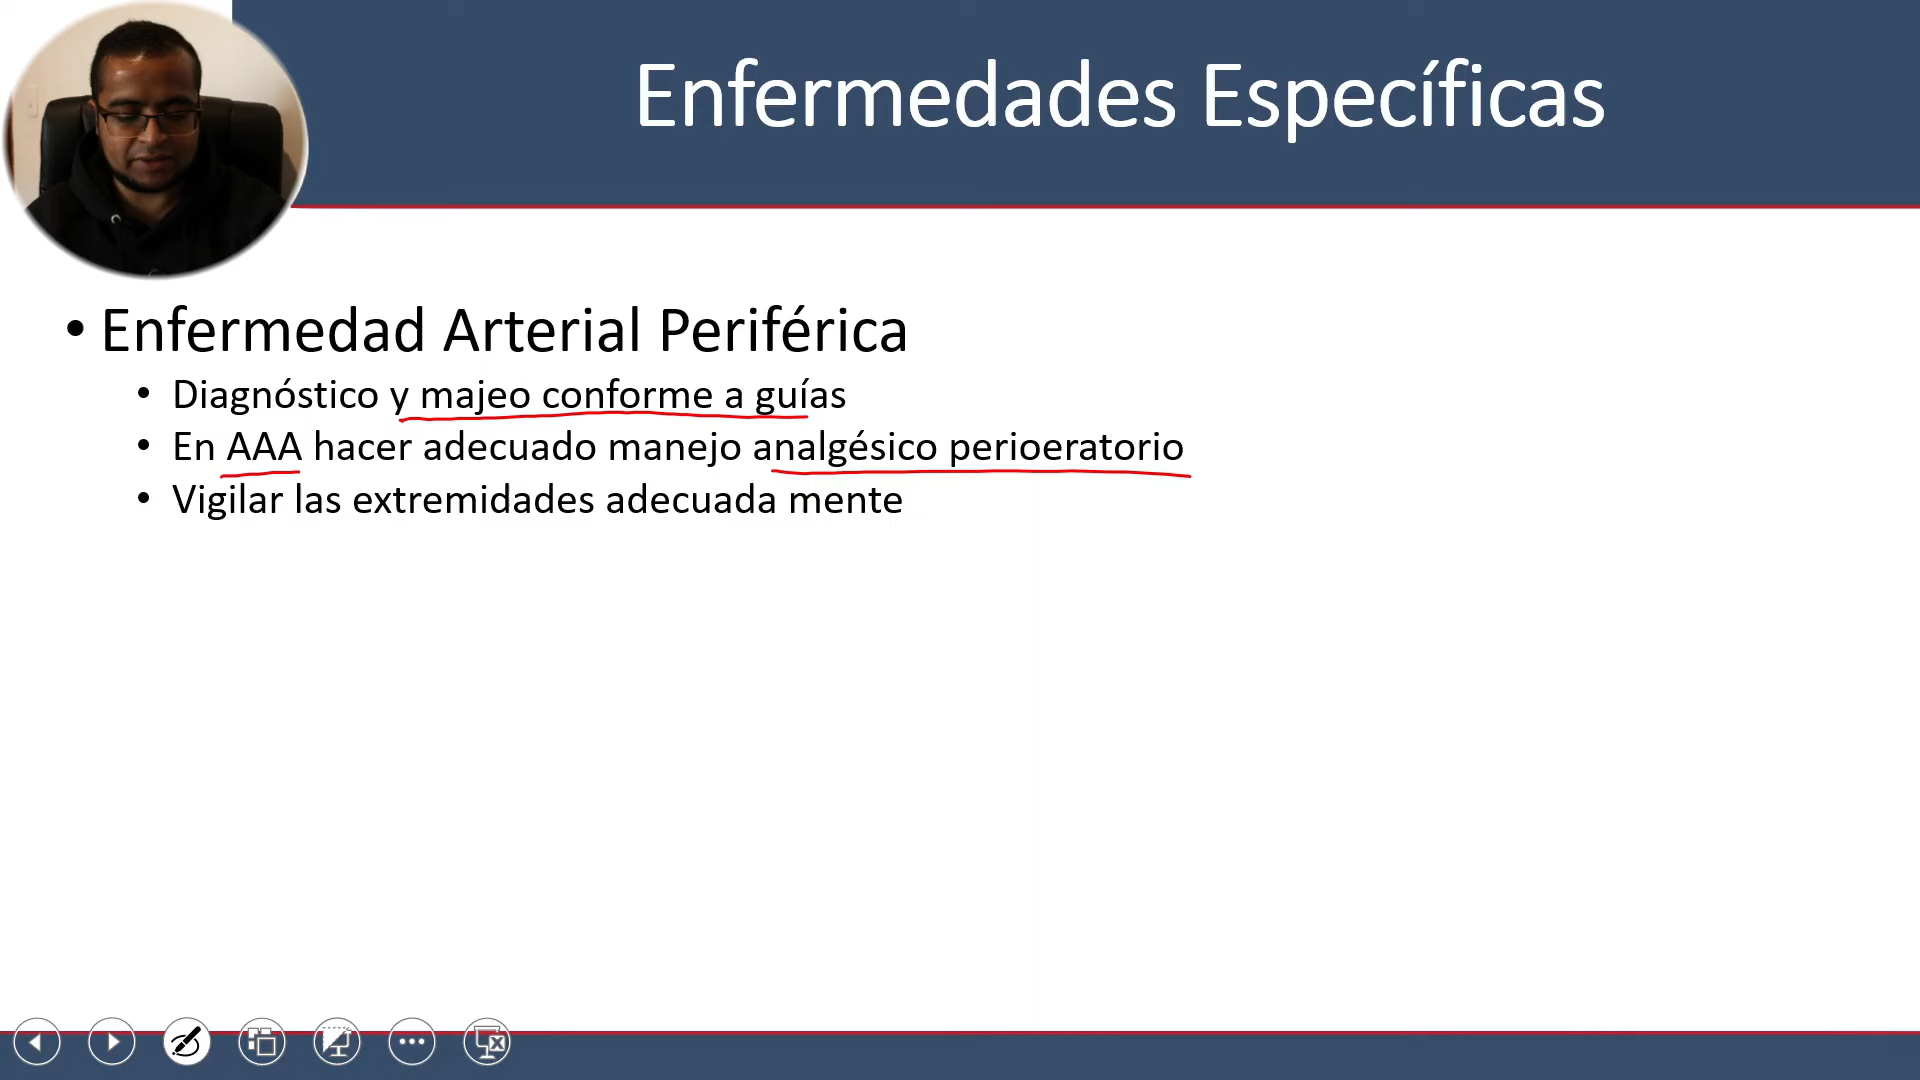 Enfermedades Específicas
• Enfermedad Arterial Periférica
• Diagnóstico y majeo conforme a guías
• En AAA hacer adecuado manejo analgésico perioeratorio
• Vigilar las extremidades adecuada mente